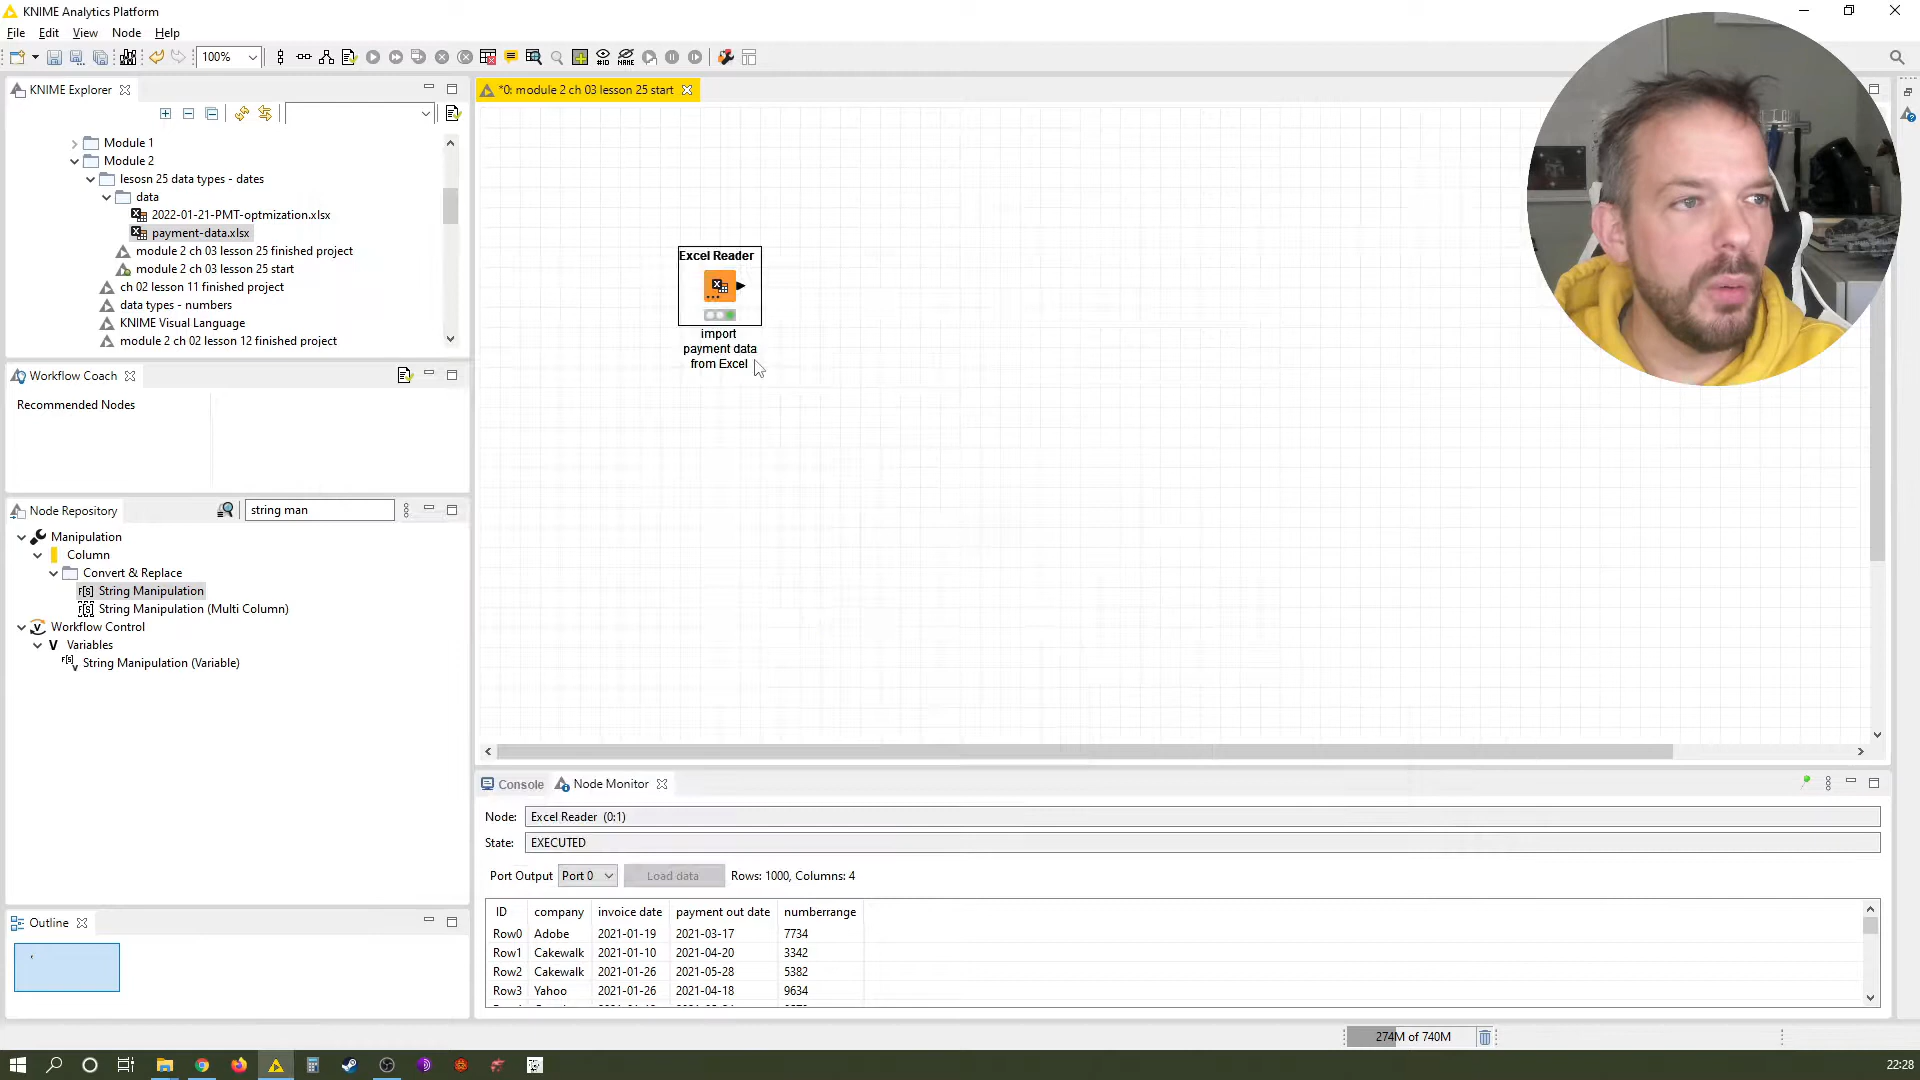 KNIME Analytics Platform
File Edit View Node Help
100%
KNIME Explorer
*0: module 2 ch 03 lesson 25 start
Module 1
Module 2
lesosn 25 data types - dates
data
2022-01-21-PMT-optmization.xlsx
payment-data.xlsx
module 2 ch 03 lesson 25 finished project
module 2 ch 03 lesson 25 start
ch 02 lesson 11 finished project
data types - numbers
KNIME Visual Language
module 2 ch 02 lesson 12 finished project
Excel Reader
import
payment data
from Excel
Workflow Coach
Recommended Nodes
Node Repository
string man
Manipulation
Column
Convert & Replace
String Manipulation
String Manipulation (Multi Column)
Workflow Control
Variables
String Manipulation (Variable)
Outline
Console Node Monitor
Node: Excel Reader (0:1)
State: EXECUTED
Port Output Port 0 Load data Rows: 1000, Columns: 4
ID company invoice date payment out date numberrange
Row0 Adobe 2021-01-19 2021-03-17 7734
Row1 Cakewalk 2021-01-10 2021-04-20 3342
Row2 Cakewalk 2021-01-26 2021-05-28 5382
Row3 Yahoo 2021-01-26 2021-04-18 9634
274M of 740M
22:28